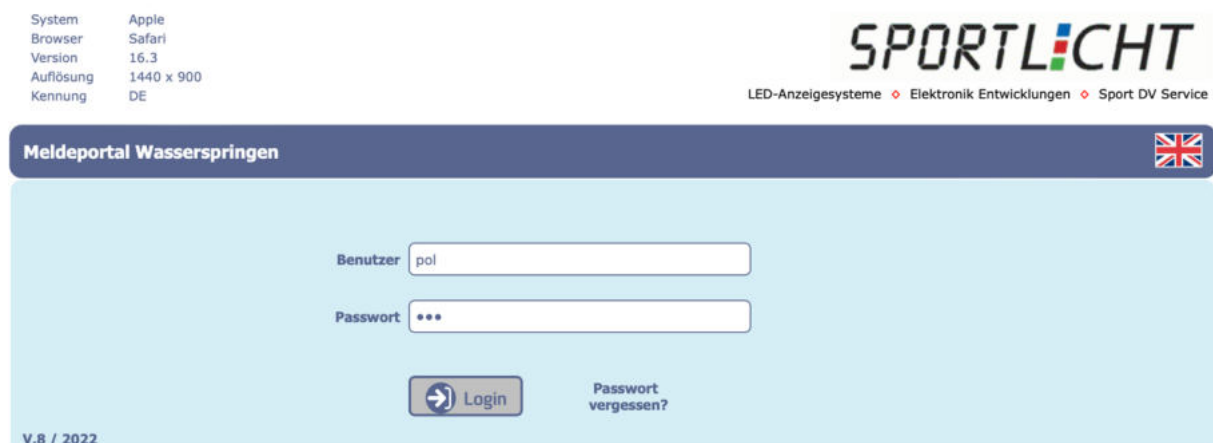 System Apple
Browser Safari
Version 16.3
Auflösung 1440 x 900
Kennung DE
SPORTLICHT
LED-Anzeigesysteme ⋄ Elektronik Entwicklungen ⋄ Sport DV Service
Meldeportal Wasserspringen
Benutzer pol
Passwort •••
Login
Passwort
vergessen?
V.8 / 2022